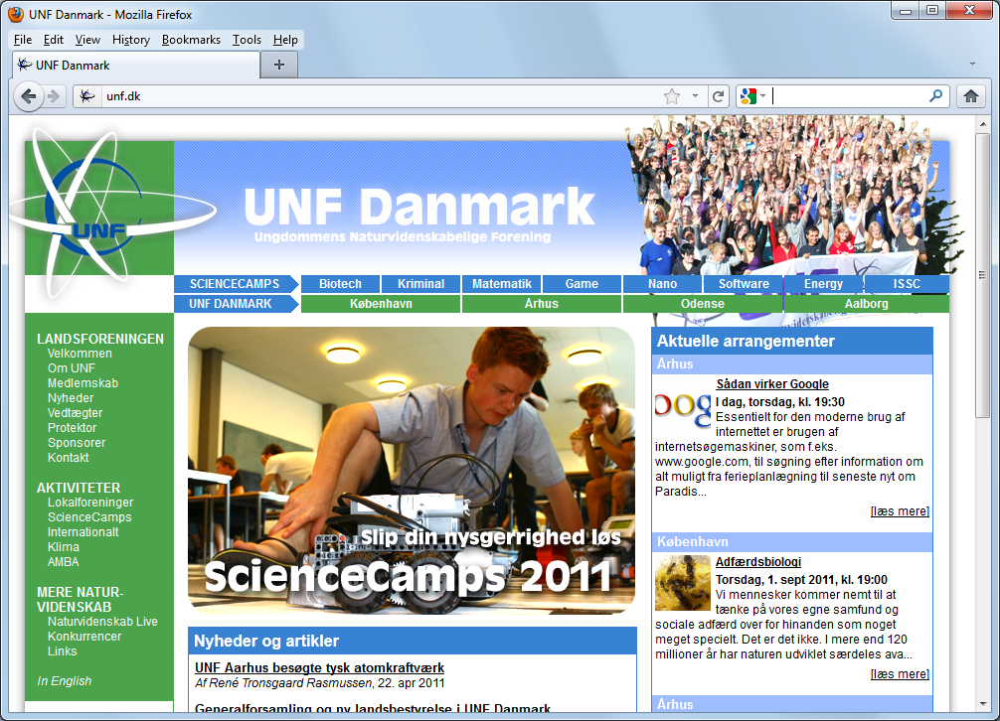 UNF Danmark - Mozilla Firefox
File Edit View History Bookmarks Tools Help
UNF Danmark
unf.dk
UNF
UNF Danmark
Ungdommens Naturvidenskabelige Forening
SCIENCECAMPS Biotech Kriminal Matematik Game Nano Software Energy ISSC
UNF DANMARK København Århus Odense Aalborg
LANDSFORENINGEN
Velkommen
Om UNF
Medlemskab
Nyheder
Vedtægter
Protektor
Sponsorer
Kontakt
AKTIVITETER
Lokalforeninger
ScienceCamps
Internationalt
Klima
AMBA
MERE NATUR-
VIDENSKAB
Naturvidenskab Live
Konkurrencer
Links
In English
Slip din nysgerrighed løs
ScienceCamps 2011
Nyheder og artikler
UNF Aarhus besøgte tysk atomkraftværk
Af René Tronsgaard Rasmussen, 22. apr 2011
Generalforsamling og ny landsbestyrelse i UNF Danmark
Aktuelle arrangementer
Århus
Sådan virker Google
I dag, torsdag, kl. 19:30
Essentielt for den moderne brug af
internettet er brugen af
internetsøgemaskiner, som f.eks.
www.google.com, til søgning efter information om
alt muligt fra ferieplanlægning til seneste nyt om
Paradis...
[læs mere]
København
Adfærdsbiologi
Torsdag, 1. sept 2011, kl. 19:00
Vi mennesker kommer nemt til at
tænke på vores egne samfund og
sociale adfærd over for hinanden som noget
meget specielt. Det er det ikke. I mere end 120
millioner år har naturen udviklet særdeles ava...
[læs mere]
Århus